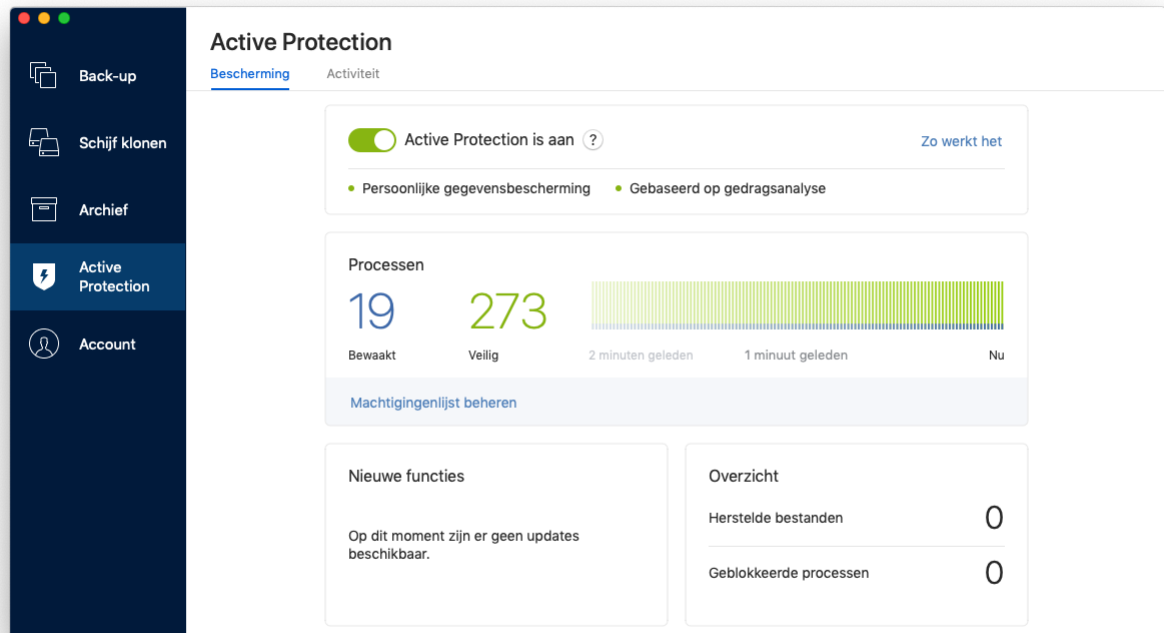 Back-up
Schijf klonen
Archief
Active
Protection
Account
Active Protection
Bescherming Activiteit
Active Protection is aan ? Zo werkt het
• Persoonlijke gegevensbescherming • Gebaseerd op gedragsanalyse
Processen
19 273
Bewaakt Veilig 2 minuten geleden 1 minuut geleden Nu
Machtigingenlijst beheren
Nieuwe functies
Op dit moment zijn er geen updates
beschikbaar.
Overzicht
Herstelde bestanden 0
Geblokkeerde processen 0